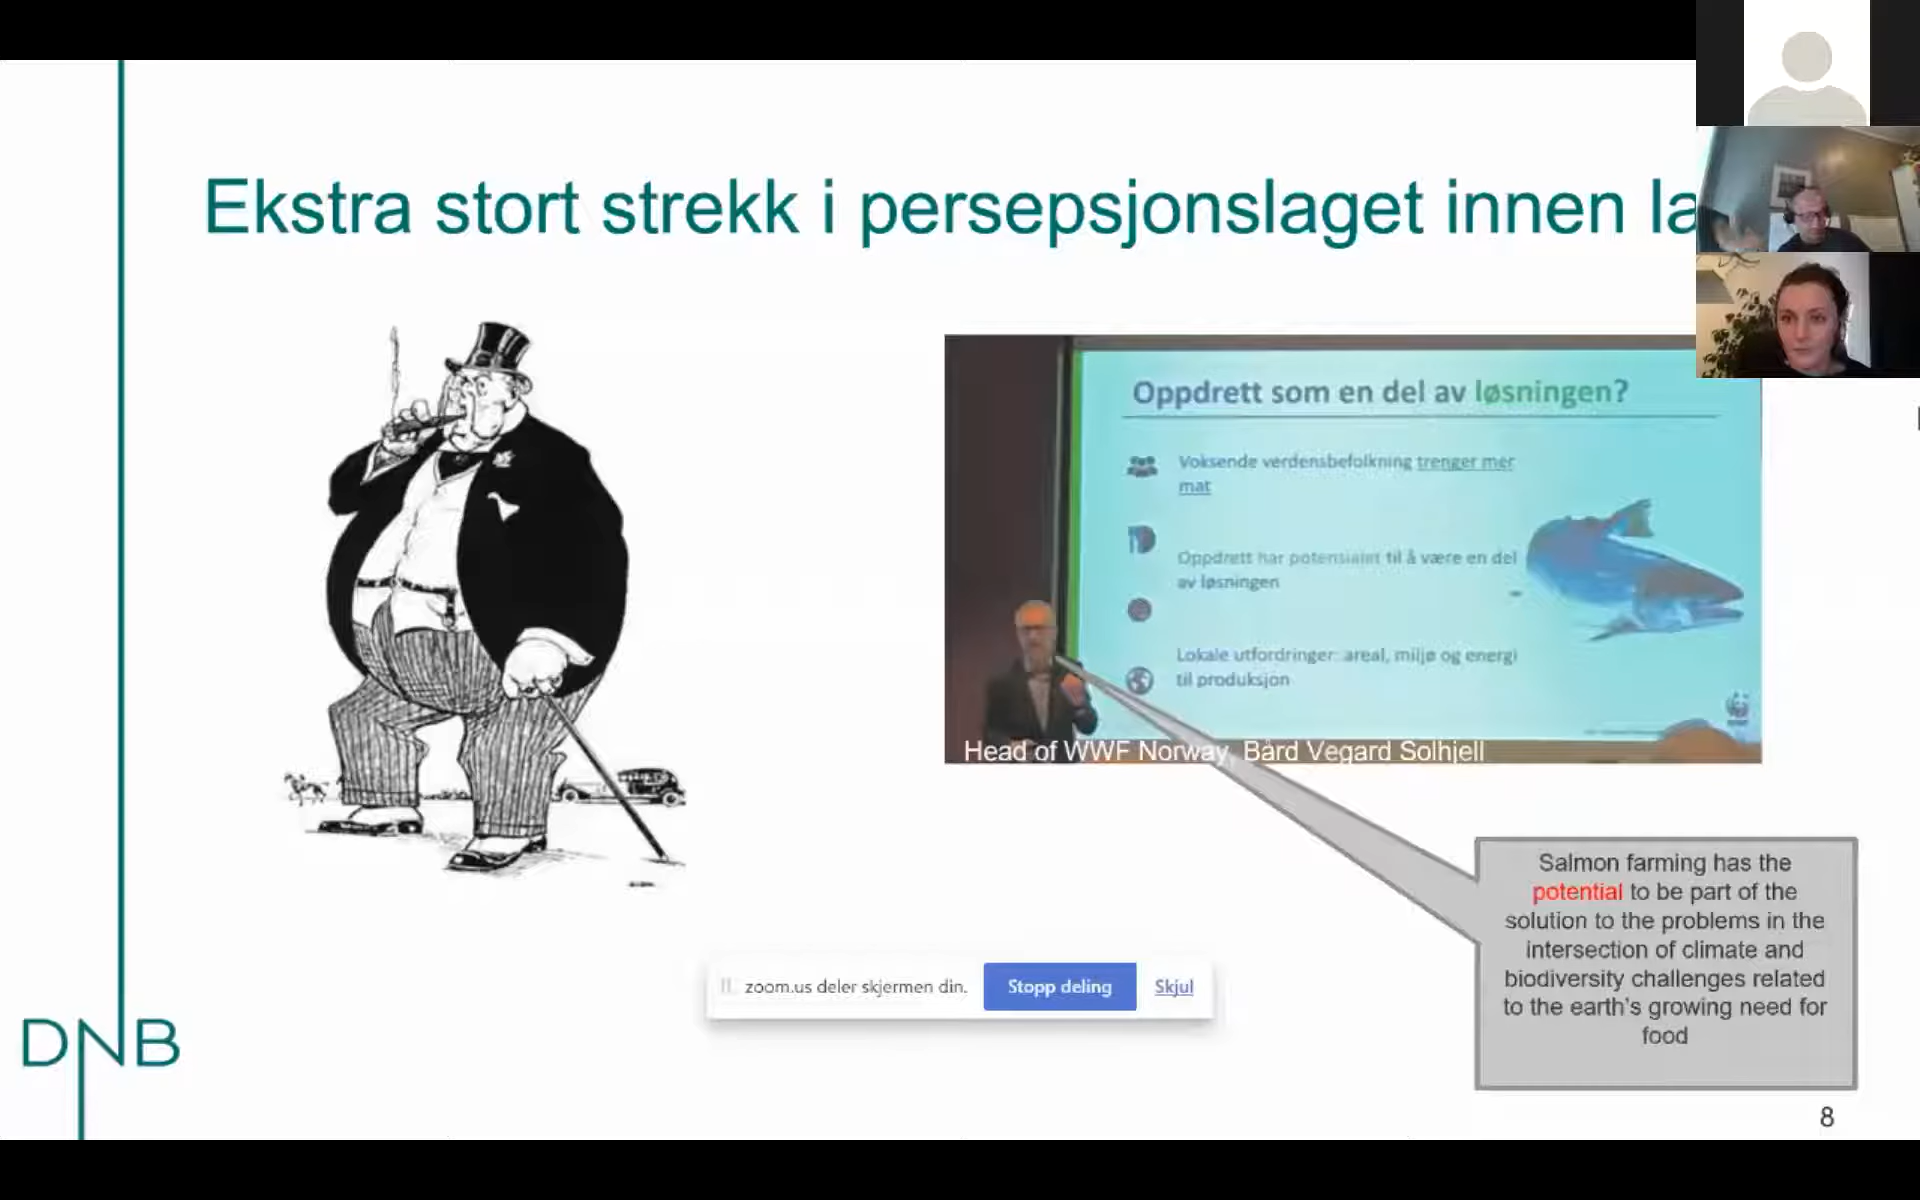 Ekstra stort strekk i persepsjonslaget innen la
Oppdrett som en del av løsningen?
Voksende verdensbefolkning trenger mer
mat
Oppdrett har potensialet til å være en del
av løsningen
Lokale utfordringer: areal, miljø og energi
til produksjon
Head of WWF Norway, Bård Vegard Solhjell
Salmon farming has the
potential to be part of the
solution to the problems in the
intersection of climate and
biodiversity challenges related
to the earth's growing need for
food
zoom.us deler skjermen din.
Stopp deling
Skjul
DNB
8